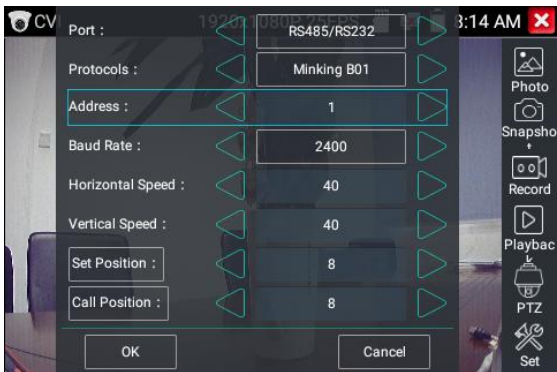 CV 1920x1080P 25FPS 3:14 AM
Port : RS485/RS232
Protocols : Minking B01
Address : 1
Baud Rate : 2400
Horizontal Speed : 40
Vertical Speed : 40
Set Position : 8
Call Position : 8
OK Cancel
Photo
Snapsho
t
Record
Playbac
k
PTZ
Set